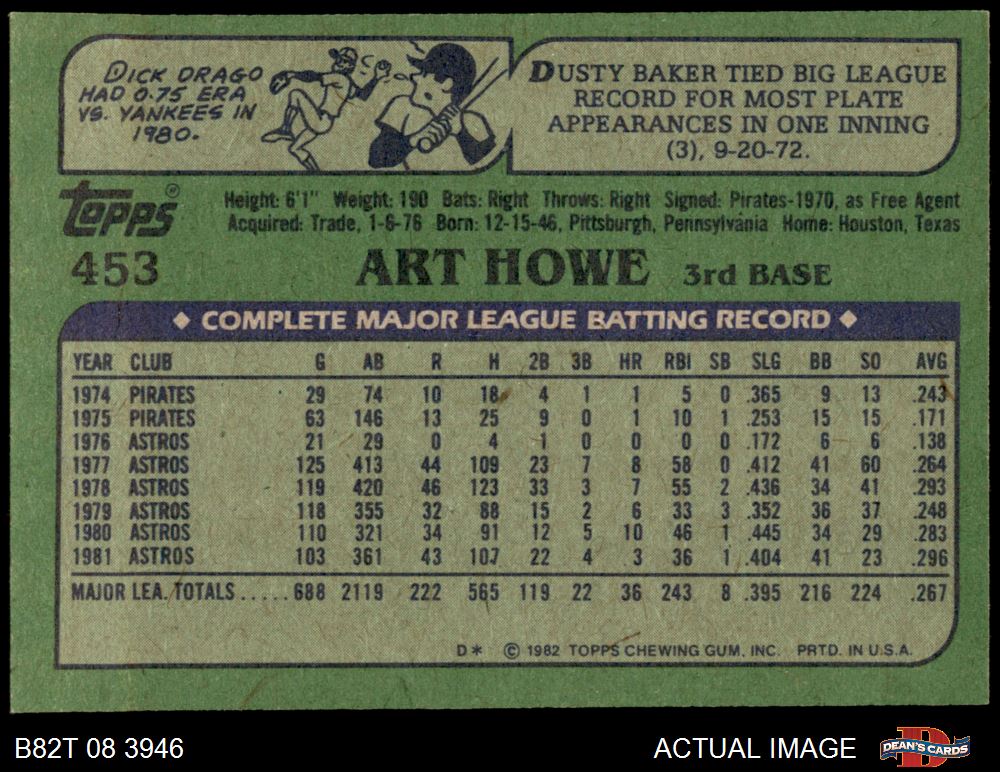 DICK DRAGO
HAD 0.75 ERA
VS. YANKEES IN
1980.
DUSTY BAKER TIED BIG LEAGUE
RECORD FOR MOST PLATE
APPEARANCES IN ONE INNING
(3), 9-20-72.
Topps®
Height: 6'1" Weight: 190 Bats: Right Throws: Right Signed: Pirates-1970, as Free Agent
Acquired: Trade, 1-6-76 Born: 12-15-46, Pittsburgh, Pennsylvania Home: Houston, Texas
453 ART HOWE 3rd BASE
◆ COMPLETE MAJOR LEAGUE BATTING RECORD ◆
YEAR CLUB G AB R H 2B 3B HR RBI SB SLG BB SO AVG
1974 PIRATES 29 74 10 18 4 1 1 5 0 .365 9 13 .243
1975 PIRATES 63 146 13 25 9 0 1 10 1 .253 15 15 .171
1976 ASTROS 21 29 0 4 1 0 0 0 0 .172 6 6 .138
1977 ASTROS 125 413 44 109 23 7 8 58 0 .412 41 60 .264
1978 ASTROS 119 420 46 123 33 3 7 55 2 .436 34 41 .293
1979 ASTROS 118 355 32 88 15 2 6 33 3 .352 36 37 .248
1980 ASTROS 110 321 34 91 12 5 10 46 1 .445 34 29 .283
1981 ASTROS 103 361 43 107 22 4 3 36 1 .404 41 23 .296
MAJOR LEA. TOTALS.....688 2119 222 565 119 22 36 243 8 .395 216 224 .267
D* © 1982 TOPPS CHEWING GUM, INC. PRTD. IN U.S.A.
B82T 08 3946 ACTUAL IMAGE DEAN'S CARDS